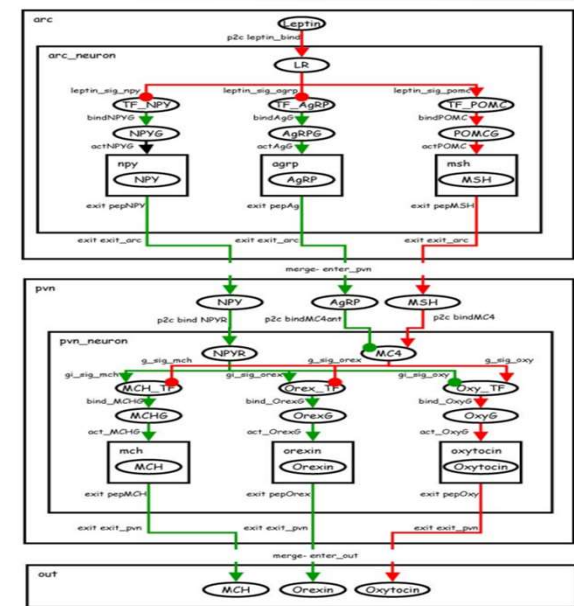 arc
Leptin
p2c leptin_bind
arc_neuron
LR
leptin_sig_npy leptin_sig_agrp leptin_sig_pomc
TF_NPY TF_AgRP TF_POMC
bindNPYG bindAgG bindPOMC
NPYG AgRPG POMCG
actNPYG actAgG actPOMC
npy agrp msh
NPY AgRP MSH
exit pepNPY exit pepAg exit pepMSH
exit exit_arc exit exit_arc exit exit_arc
merge- enter_pvn
pvn
NPY AgRP MSH
p2c bind NPYR p2c bindMC4ant p2c bindMC4
pvn_neuron
NPYR MC4
g_sig_mch g_sig_orex g_sig_oxy
gi_sig_mch gi_sig_orex gi_sig_oxy
MCH_TF Orex_TF Oxy_TF
bind_MCHG bind_OrexG bind_OxyG
MCHG OrexG OxyG
act_MCHG act_OrexG act_OxyG
mch orexin oxytocin
MCH Orexin Oxytocin
exit pepMCH exit pepOrex exit pepOxy
exit exit_pvn exit exit_pvn exit exit_pvn
merge- enter_out
out
MCH Orexin Oxytocin